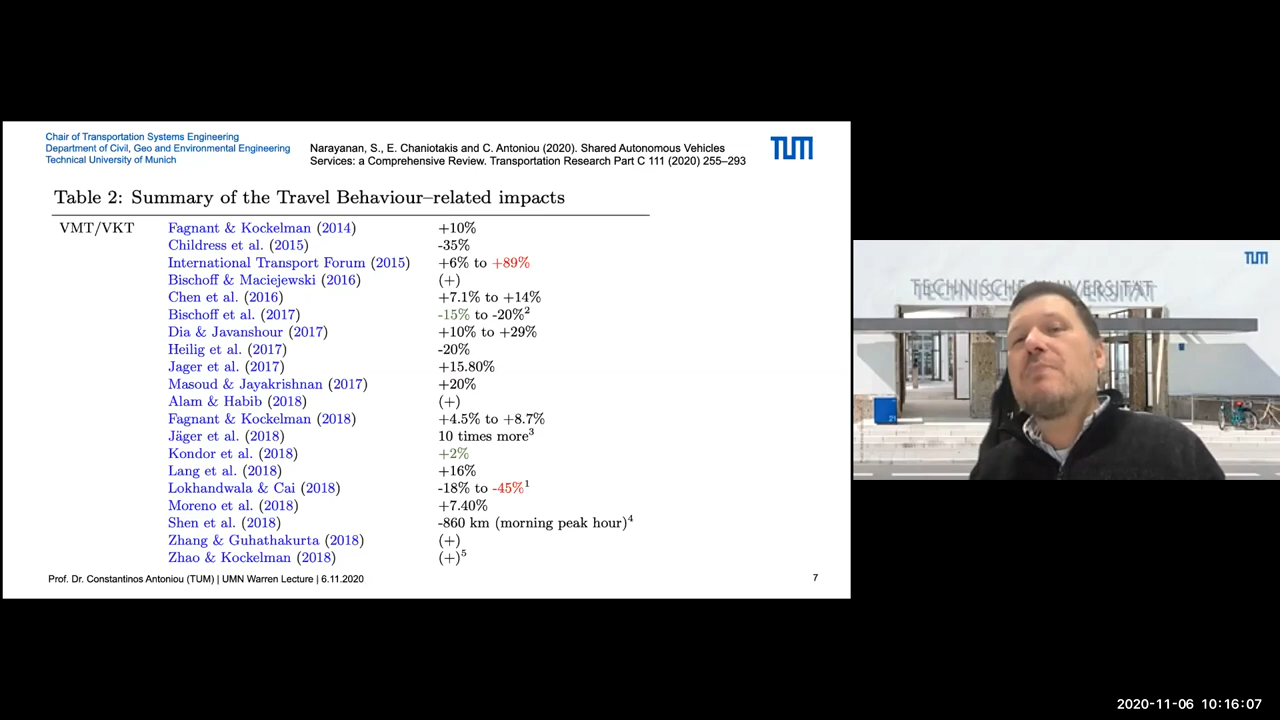 Chair of Transportation Systems Engineering
Department of Civil, Geo and Environmental Engineering
Technical University of Munich
Narayanan, S., E. Chaniotakis and C. Antoniou (2020). Shared Autonomous Vehicles
Services: a Comprehensive Review. Transportation Research Part C 111 (2020) 255–293
TUM
Table 2: Summary of the Travel Behaviour–related impacts
VMT/VKT Fagnant & Kockelman (2014) +10%
Childress et al. (2015) -35%
International Transport Forum (2015) +6% to +89%
Bischoff & Maciejewski (2016) (+)
Chen et al. (2016) +7.1% to +14%
Bischoff et al. (2017) -15% to -20%²
Dia & Javanshour (2017) +10% to +29%
Heilig et al. (2017) -20%
Jager et al. (2017) +15.80%
Masoud & Jayakrishnan (2017) +20%
Alam & Habib (2018) (+)
Fagnant & Kockelman (2018) +4.5% to +8.7%
Jäger et al. (2018) 10 times more³
Kondor et al. (2018) +2%
Lang et al. (2018) +16%
Lokhandwala & Cai (2018) -18% to -45%¹
Moreno et al. (2018) +7.40%
Shen et al. (2018) -860 km (morning peak hour)⁴
Zhang & Guhathakurta (2018) (+)
Zhao & Kockelman (2018) (+)⁵
Prof. Dr. Constantinos Antoniou (TUM) | UMN Warren Lecture | 6.11.2020
7
TUM
TECHNISCHE UNIVERSITÄT
21
2020-11-06 10:16:07